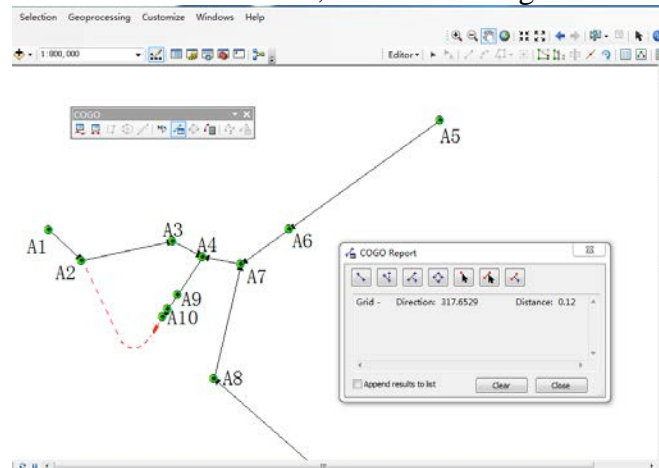 Selection Geoprocessing Customize Windows Help
1:800,000
Editor
COGO
A5
A3
A1
A4
A6
A2
A7
A9
A10
A8
COGO Report
Grid - Direction: 317.6529 Distance: 0.12
Append results to list
Clear
Close